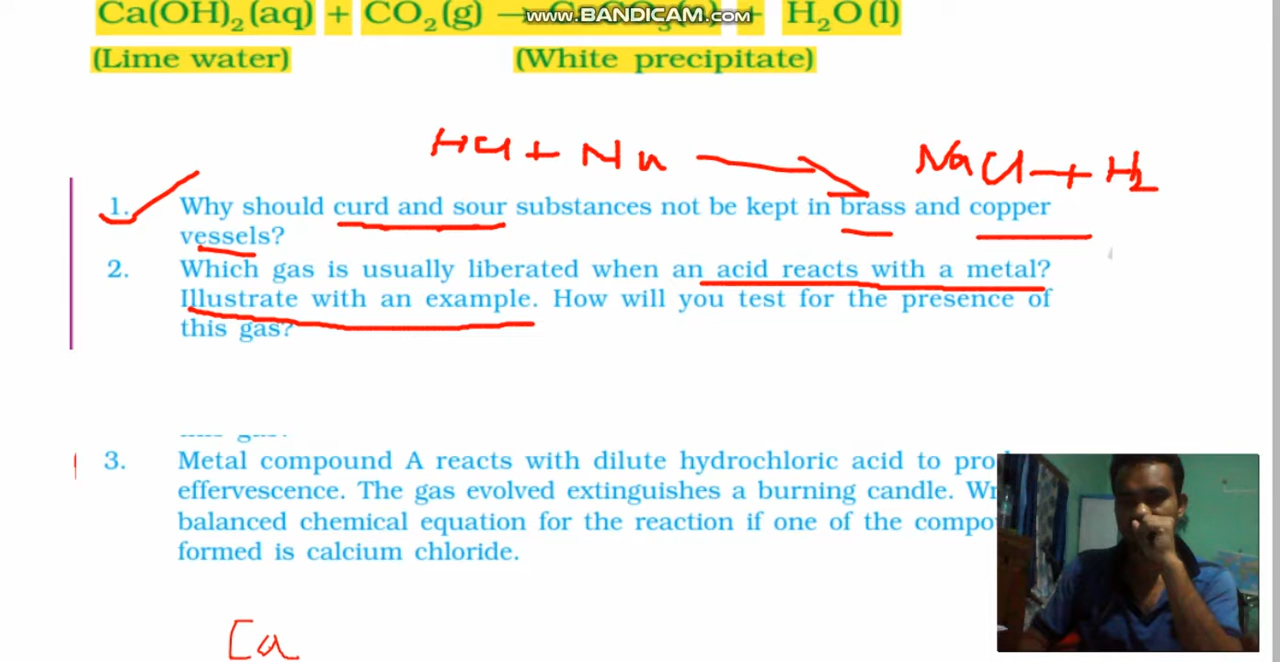 www.BANDICAM.com
Ca(OH)₂(aq) + CO₂(g) → CaCO₃(s) + H₂O(l)
(Lime water) (White precipitate)
HCl + Na → NaCl + H₂
1. Why should curd and sour substances not be kept in brass and copper
vessels?
2. Which gas is usually liberated when an acid reacts with a metal?
Illustrate with an example. How will you test for the presence of
this gas?
3. Metal compound A reacts with dilute hydrochloric acid to
effervescence. The gas evolved extinguishes a burning candle.
balanced chemical equation for the reaction if one of the
formed is calcium chloride.
Ca